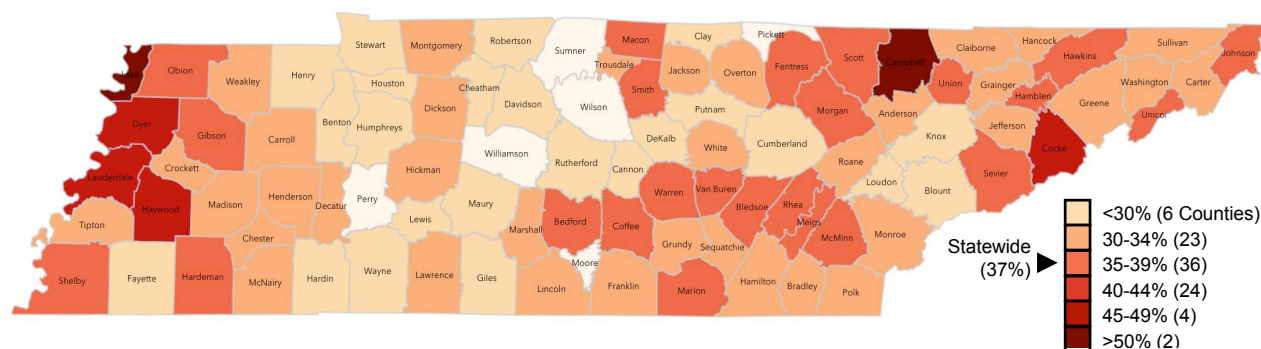 Stewart
Montgomery
Robertson
Sumner
Macon
Clay
Pickett
Scott
Campbell
Claiborne
Hancock
Hawkins
Sullivan
Johnson
Lake
Obion
Weakley
Henry
Houston
Cheatham
Trousdale
Smith
Jackson
Overton
Fentress
Union
Grainger
Hamblen
Washington
Carter
Greene
Unicoi
Dyer
Gibson
Carroll
Benton
Humphreys
Dickson
Davidson
Wilson
Putnam
Morgan
Anderson
Knox
Jefferson
Cocke
Crockett
Williamson
Rutherford
DeKalb
Cannon
White
Cumberland
Roane
Loudon
Blount
Sevier
Lauderdale
Haywood
Madison
Henderson
Decatur
Perry
Hickman
Lewis
Maury
Warren
Van Buren
Bledsoe
Rhea
Meigs
McMinn
Monroe
Tipton
Chester
Marshall
Bedford
Coffee
Grundy
Sequatchie
Moore
Shelby
Fayette
Hardeman
McNairy
Hardin
Wayne
Lawrence
Giles
Lincoln
Franklin
Marion
Hamilton
Bradley
Polk
Statewide
(37%)
<30% (6 Counties)
30-34% (23)
35-39% (36)
40-44% (24)
45-49% (4)
>50% (2)